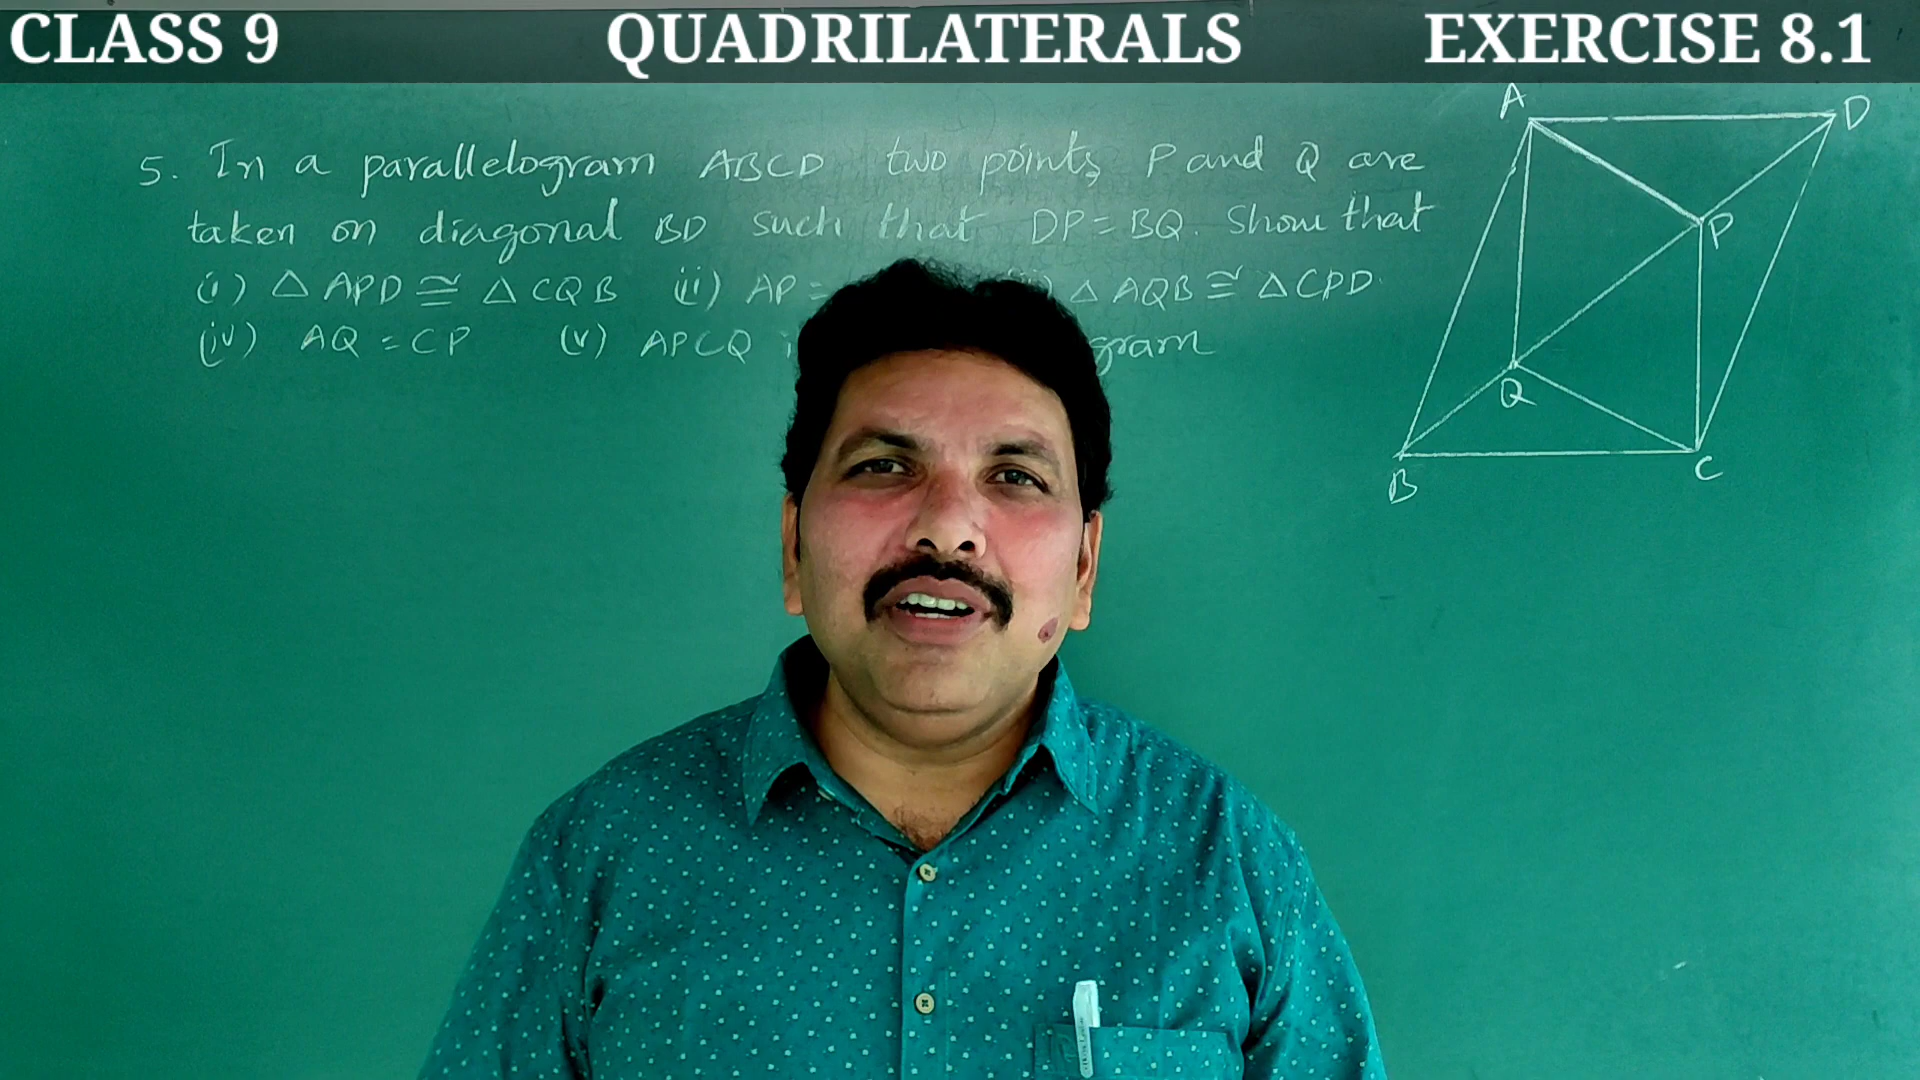 CLASS 9 QUADRILATERALS EXERCISE 8.1
5. In a parallelogram ABCD two points P and Q are
taken on diagonal BD such that DP = BQ. Show that
(i) △ APD ≅ △ CQB (ii) AP = △ AQB ≅ △ CPD.
(iv) AQ = CP (v) APCQ i gram
A
D
P
Q
B
C